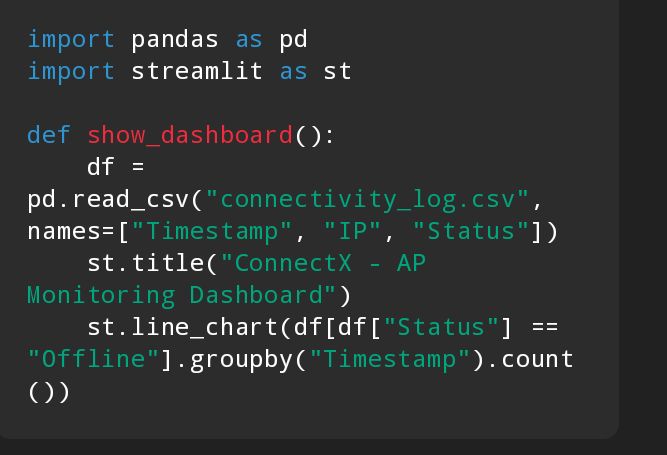 import pandas as pd
import streamlit as st
def show_dashboard():
    df =
pd.read_csv("connectivity_log.csv",
names=["Timestamp", "IP", "Status"])
    st.title("ConnectX - AP
Monitoring Dashboard")
    st.line_chart(df[df["Status"] ==
"Offline"].groupby("Timestamp").count
())